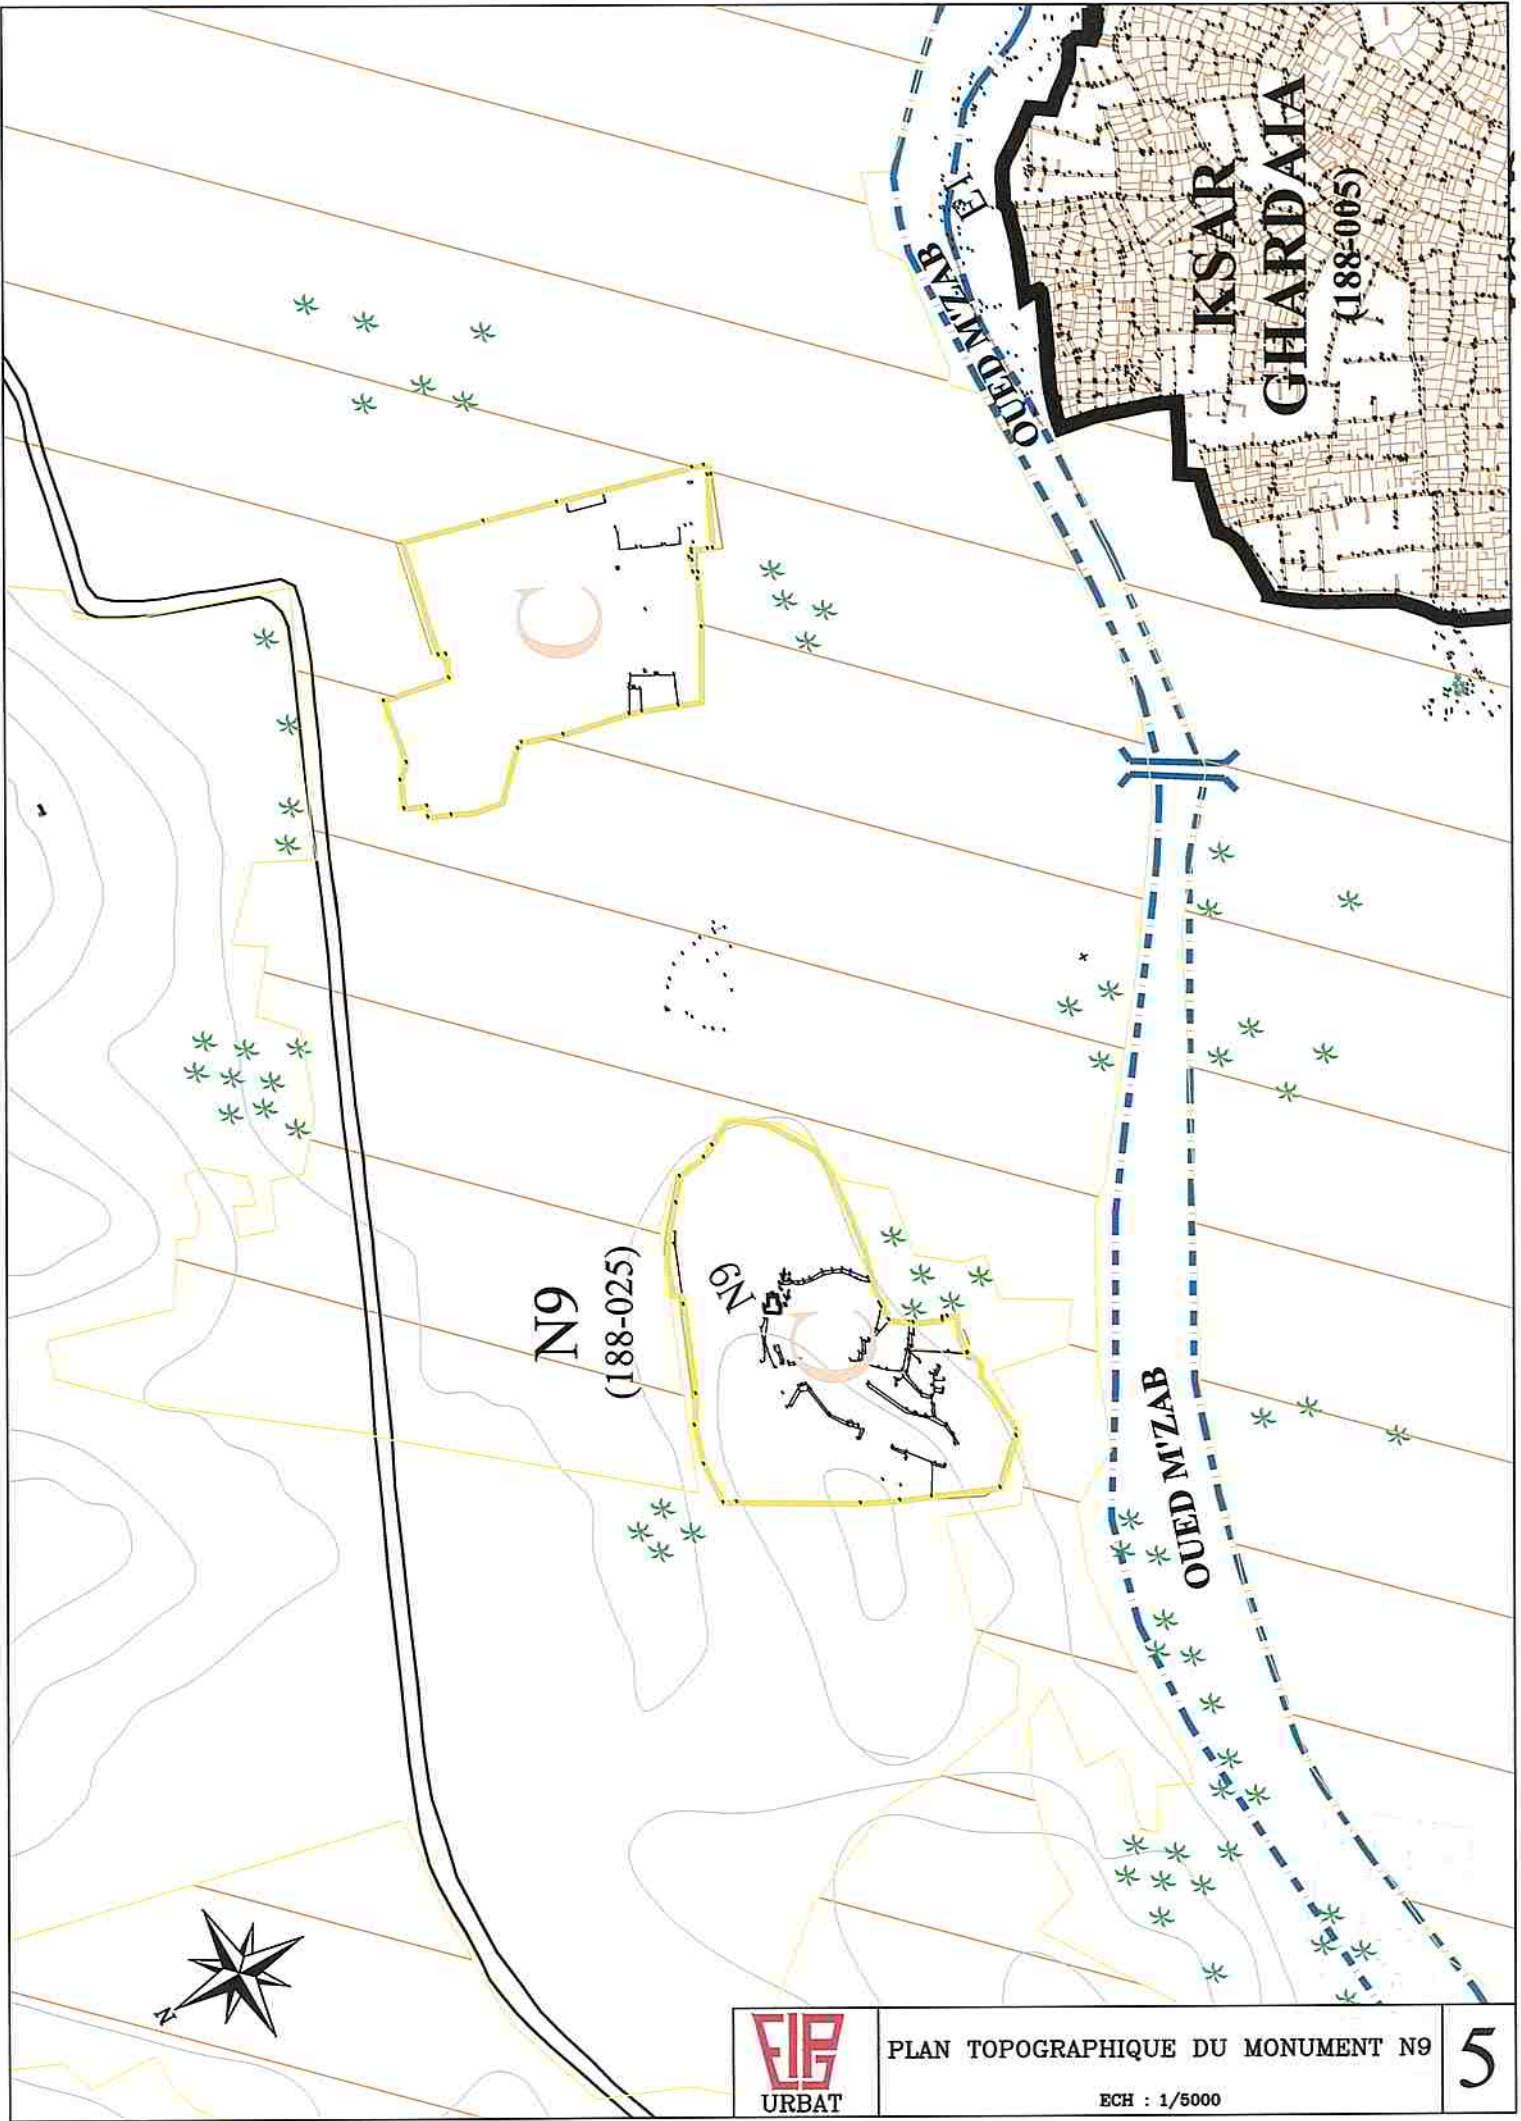 KSAR
GHARDAIA
(188-005)
OUED M'ZAB
E1
C
N9
(188-025)
N9
C
OUED M'ZAB
N
URBAT
PLAN TOPOGRAPHIQUE DU MONUMENT N9
ECH : 1/5000
5